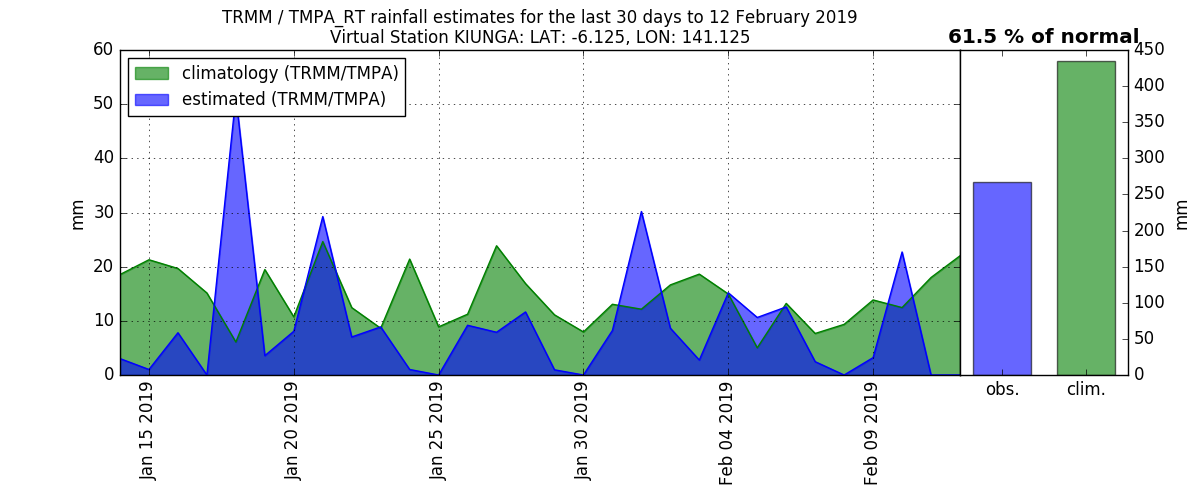 TRMM / TMPA_RT rainfall estimates for the last 30 days to 12 February 2019
Virtual Station KIUNGA: LAT: -6.125, LON: 141.125
61.5 % of normal
climatology (TRMM/TMPA)
estimated (TRMM/TMPA)
60
50
40
30
20
10
0
mm
Jan 15 2019
Jan 20 2019
Jan 25 2019
Jan 30 2019
Feb 04 2019
Feb 09 2019
450
400
350
300
250
200
150
100
50
0
mm
obs.
clim.